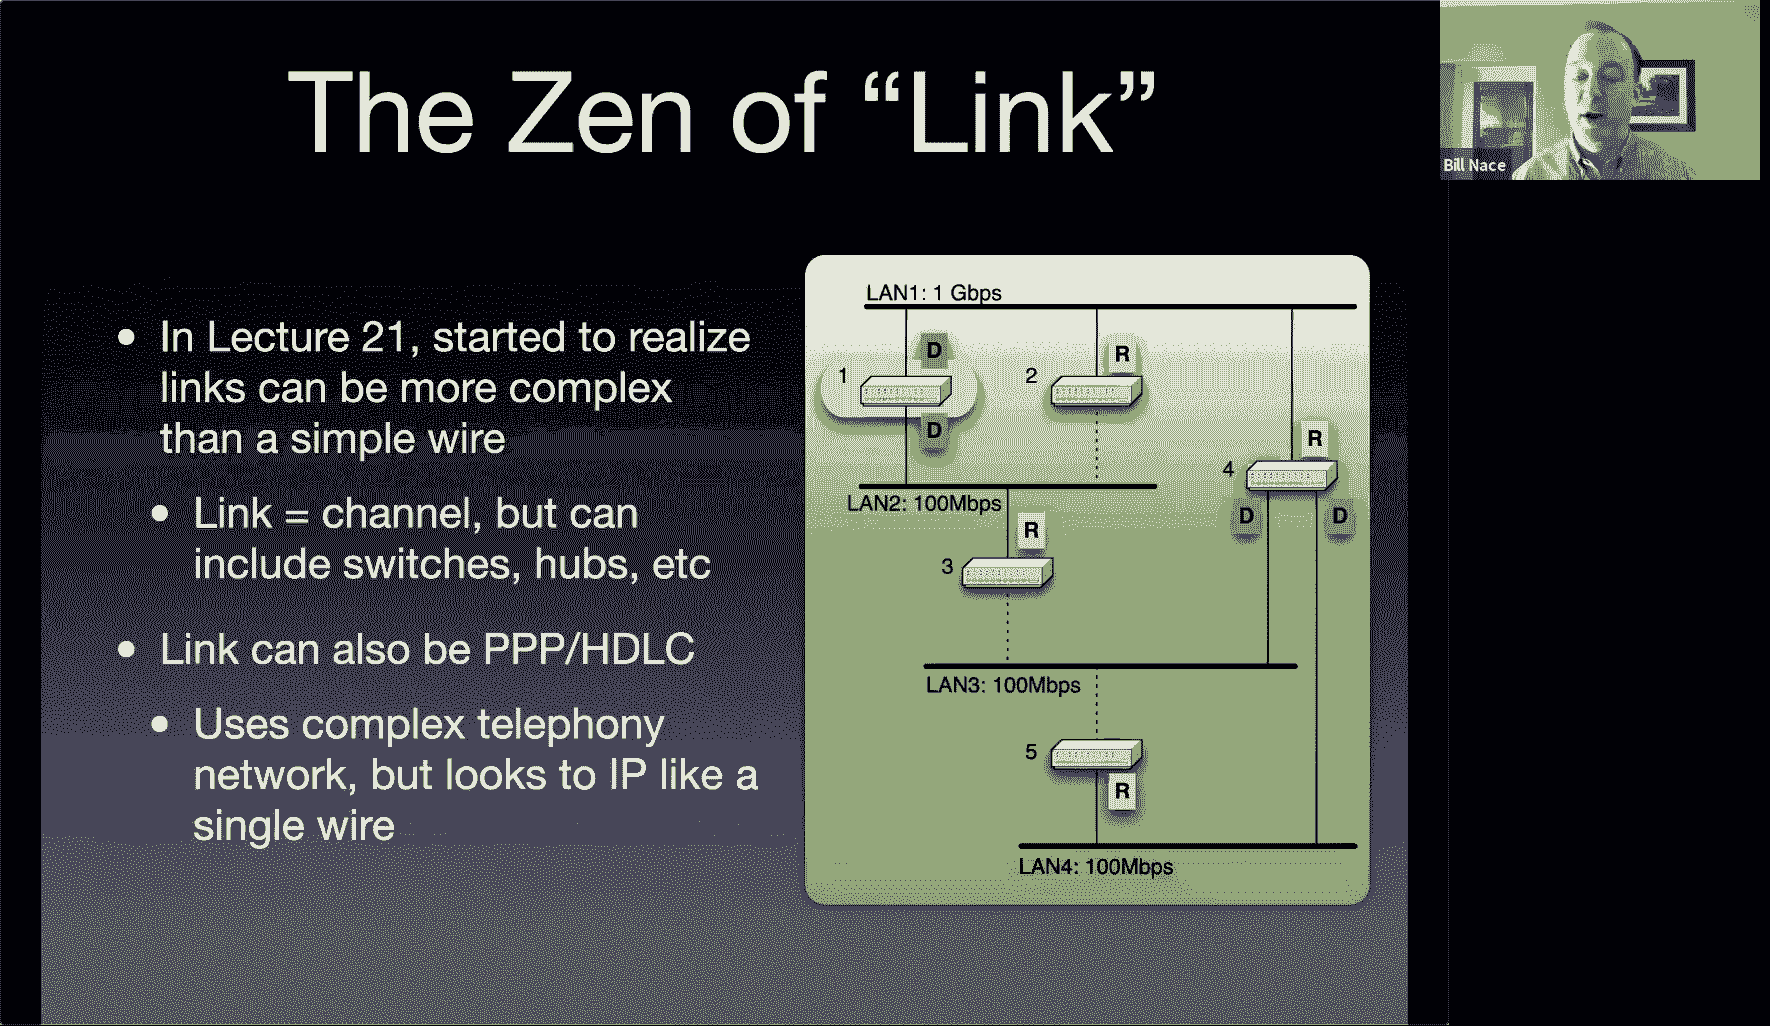 The Zen of “Link”
Bill Nace
• In Lecture 21, started to realize
links can be more complex
than a simple wire
• Link = channel, but can
include switches, hubs, etc
• Link can also be PPP/HDLC
• Uses complex telephony
network, but looks to IP like a
single wire
LAN1: 1 Gbps
D
R
1
2
D
R
4
LAN2: 100Mbps
D
D
R
3
LAN3: 100Mbps
5
R
LAN4: 100Mbps